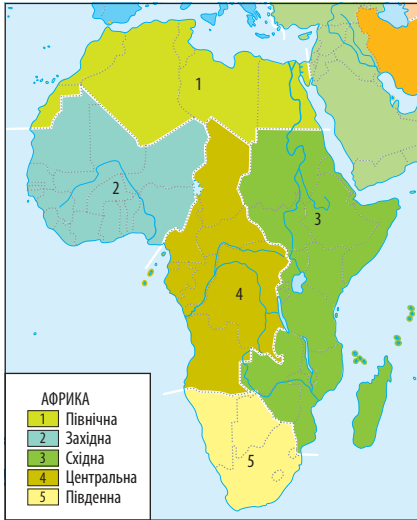 1
2
3
4
5
АФРИКА
1 Північна
2 Західна
3 Східна
4 Центральна
5 Південна